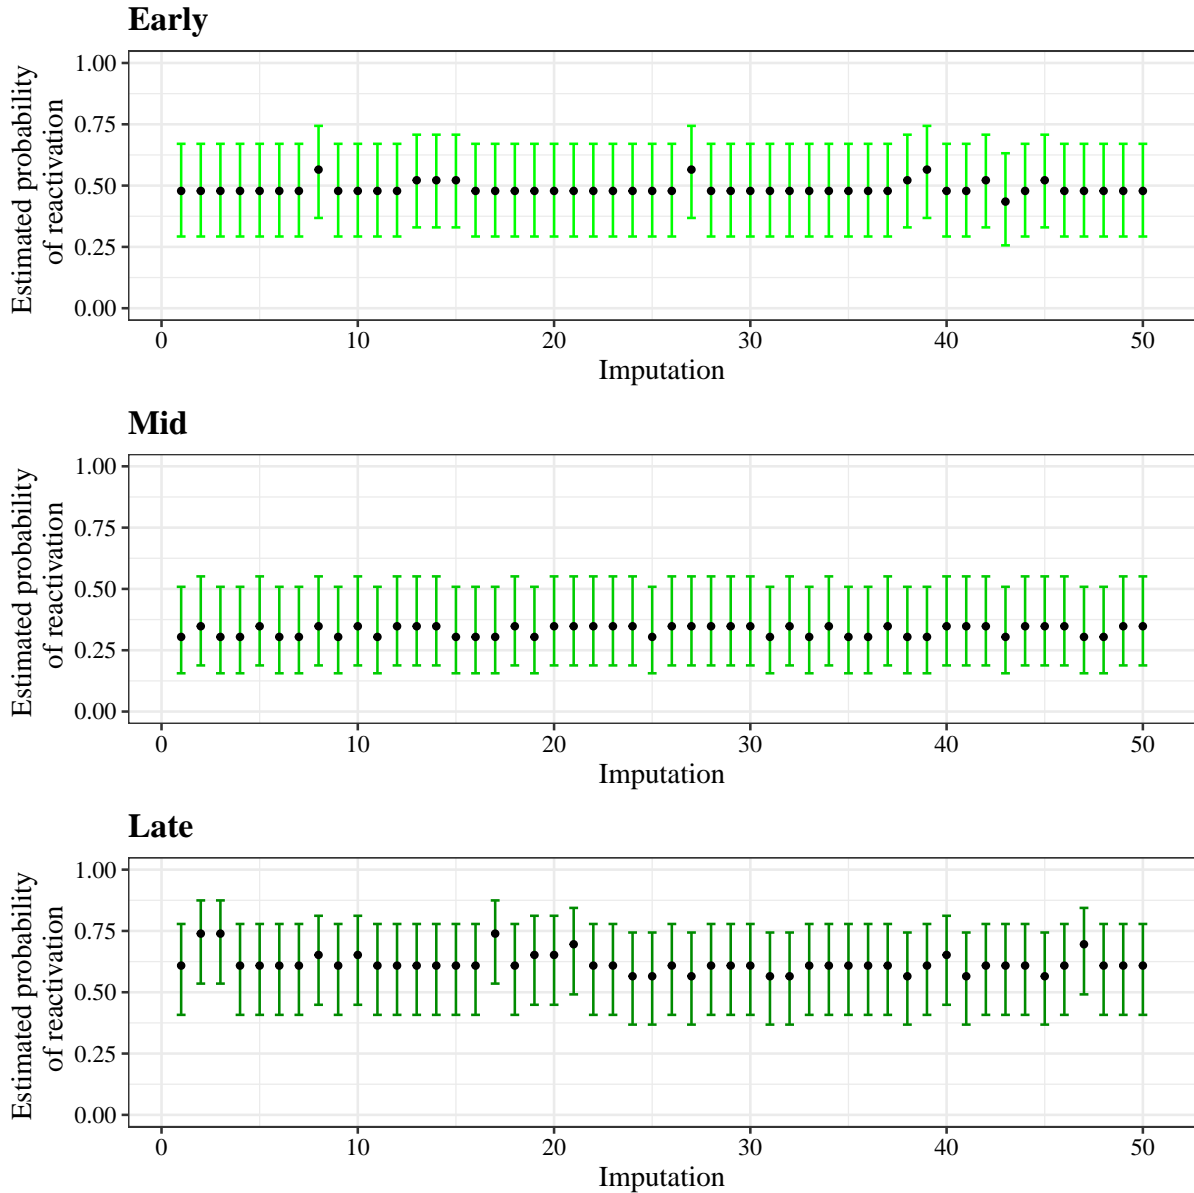 Early
Estimated probability
of reactivation
1.00
0.75
0.50
0.25
0.00
0 10 20 30 40 50
Imputation
Mid
Estimated probability
of reactivation
1.00
0.75
0.50
0.25
0.00
0 10 20 30 40 50
Imputation
Late
Estimated probability
of reactivation
1.00
0.75
0.50
0.25
0.00
0 10 20 30 40 50
Imputation